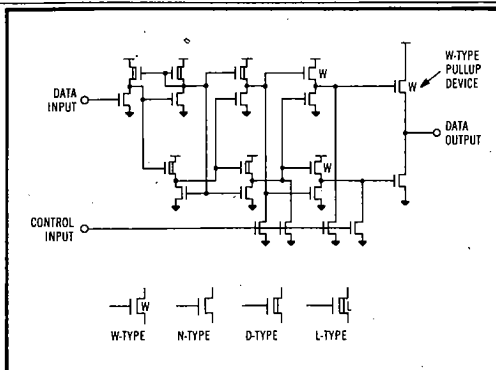 W-TYPE
PULLUP
DEVICE
W
W
DATA
INPUT
DATA
OUTPUT
W
CONTROL
INPUT
W
L
W-TYPE N-TYPE D-TYPE L-TYPE